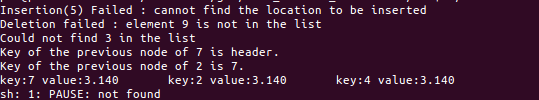 Insertion(5) Failed : cannot find the location to be inserted
Deletion failed : element 9 is not in the list
Could not find 3 in the list
Key of the previous node of 7 is header.
Key of the previous node of 2 is 7.
key:7 value:3.140       key:2 value:3.140       key:4 value:3.140
sh: 1: PAUSE: not found